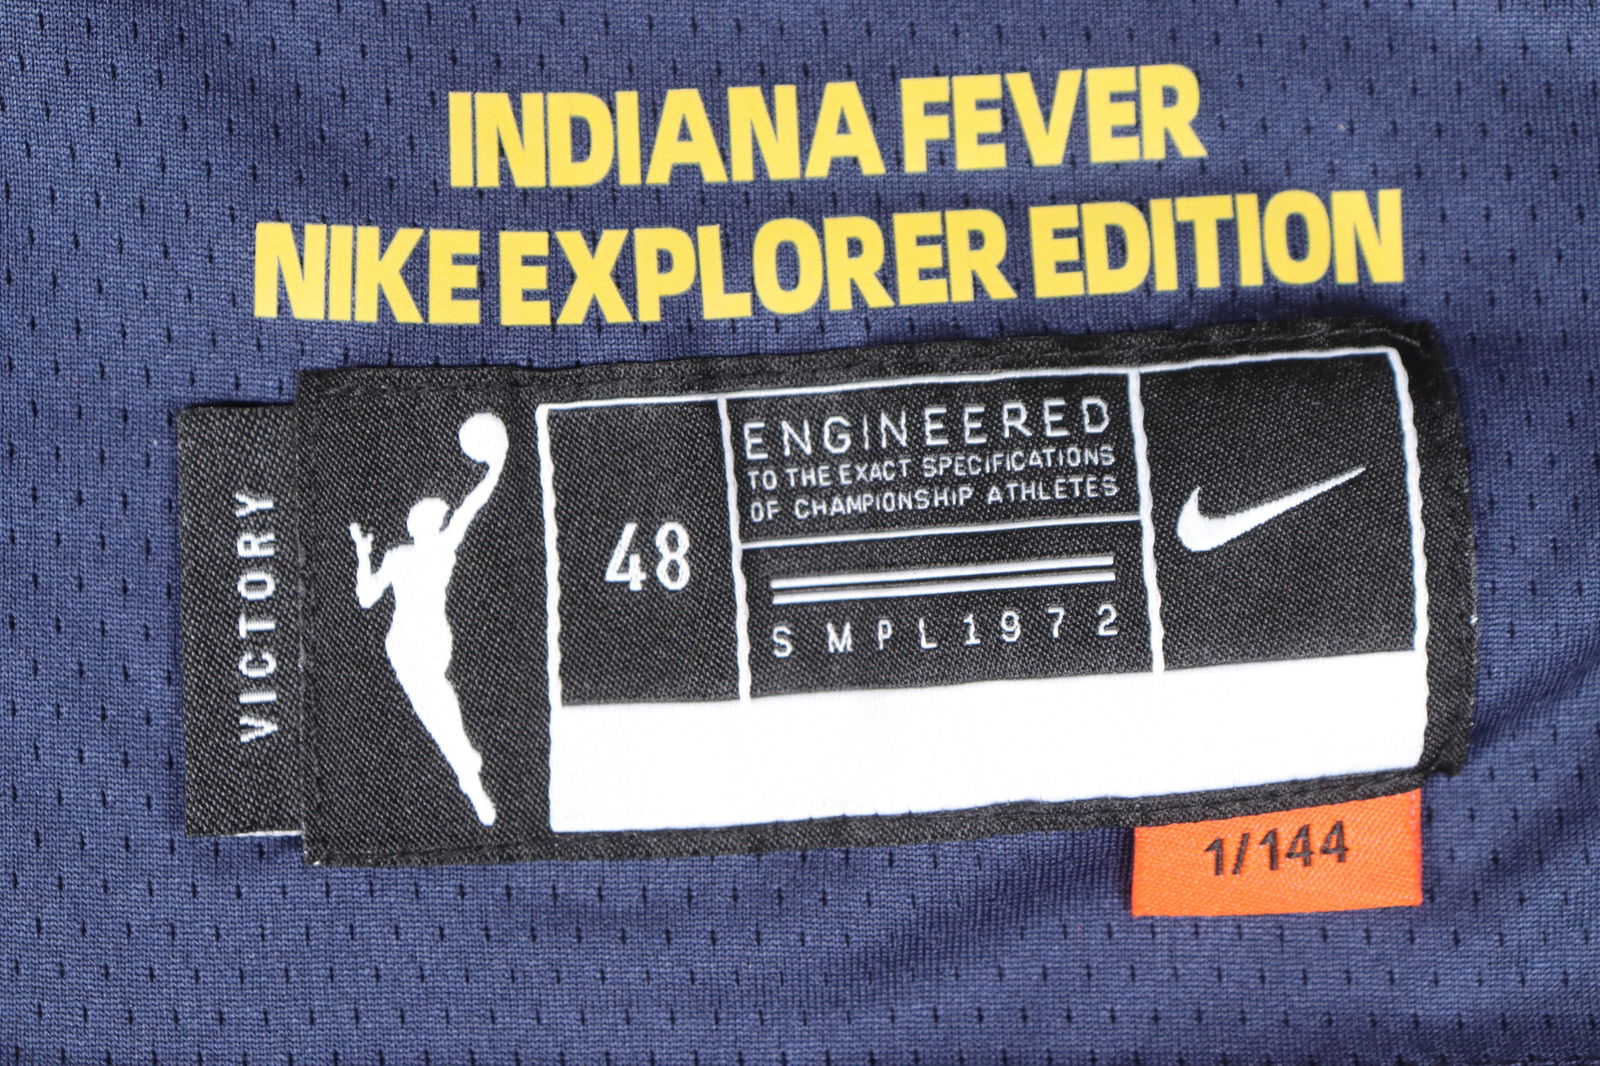 INDIANA FEVER
NIKE EXPLORER EDITION
VICTORY
48
ENGINEERED
TO THE EXACT SPECIFICATIONS
OF CHAMPIONSHIP ATHLETES
SMPL1972
1/144